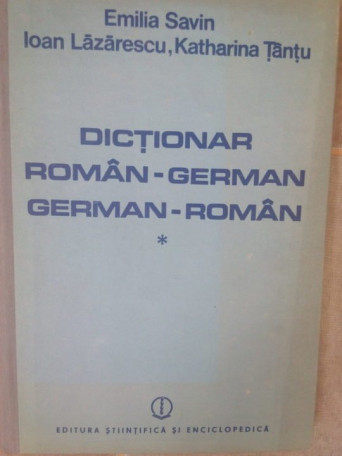 Emilia Savin
Ioan Lăzărescu, Katharina Țânțu
DICȚIONAR
ROMÂN-GERMAN
GERMAN-ROMÂN
*
EDITURA ȘTIINȚIFICĂ ȘI ENCICLOPEDICĂ